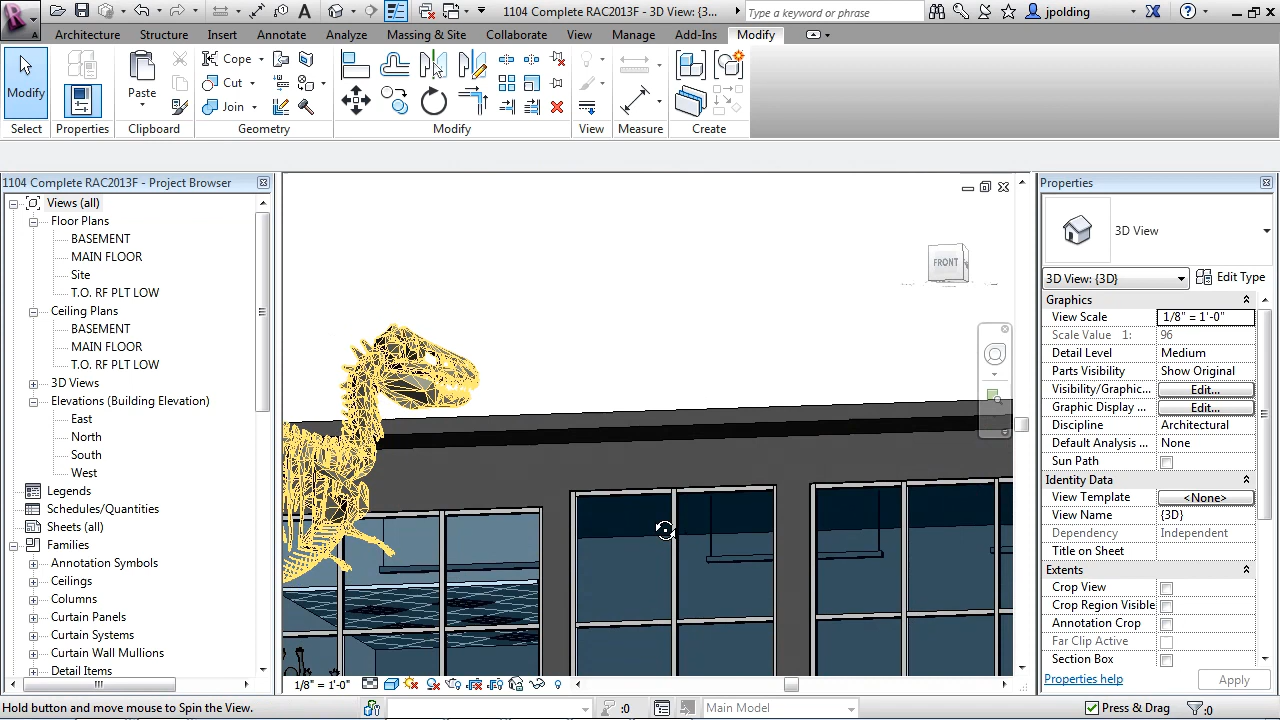 1104 Complete RAC2013F - 3D View: {3...
Type a keyword or phrase
jpolding
Architecture Structure Insert Annotate Analyze Massing & Site Collaborate View Manage Add-Ins Modify
Modify
Paste
Cope
Cut
Join
Select Properties Clipboard Geometry Modify View Measure Create
1104 Complete RAC2013F - Project Browser
Views (all)
Floor Plans
BASEMENT
MAIN FLOOR
Site
T.O. RF PLT LOW
Ceiling Plans
BASEMENT
MAIN FLOOR
T.O. RF PLT LOW
3D Views
Elevations (Building Elevation)
East
North
South
West
Legends
Schedules/Quantities
Sheets (all)
Families
Annotation Symbols
Ceilings
Columns
Curtain Panels
Curtain Systems
Curtain Wall Mullions
Detail Items
FRONT
Properties
3D View
3D View: {3D}
Edit Type
Graphics
View Scale 1/8" = 1'-0"
Scale Value 1: 96
Detail Level Medium
Parts Visibility Show Original
Visibility/Graphic... Edit...
Graphic Display ... Edit...
Discipline Architectural
Default Analysis ... None
Sun Path
Identity Data
View Template <None>
View Name {3D}
Dependency Independent
Title on Sheet
Extents
Crop View
Crop Region Visible
Annotation Crop
Far Clip Active
Section Box
Properties help
Apply
1/8" = 1'-0"
Hold button and move mouse to Spin the View.
:0
Main Model
Press & Drag
:0